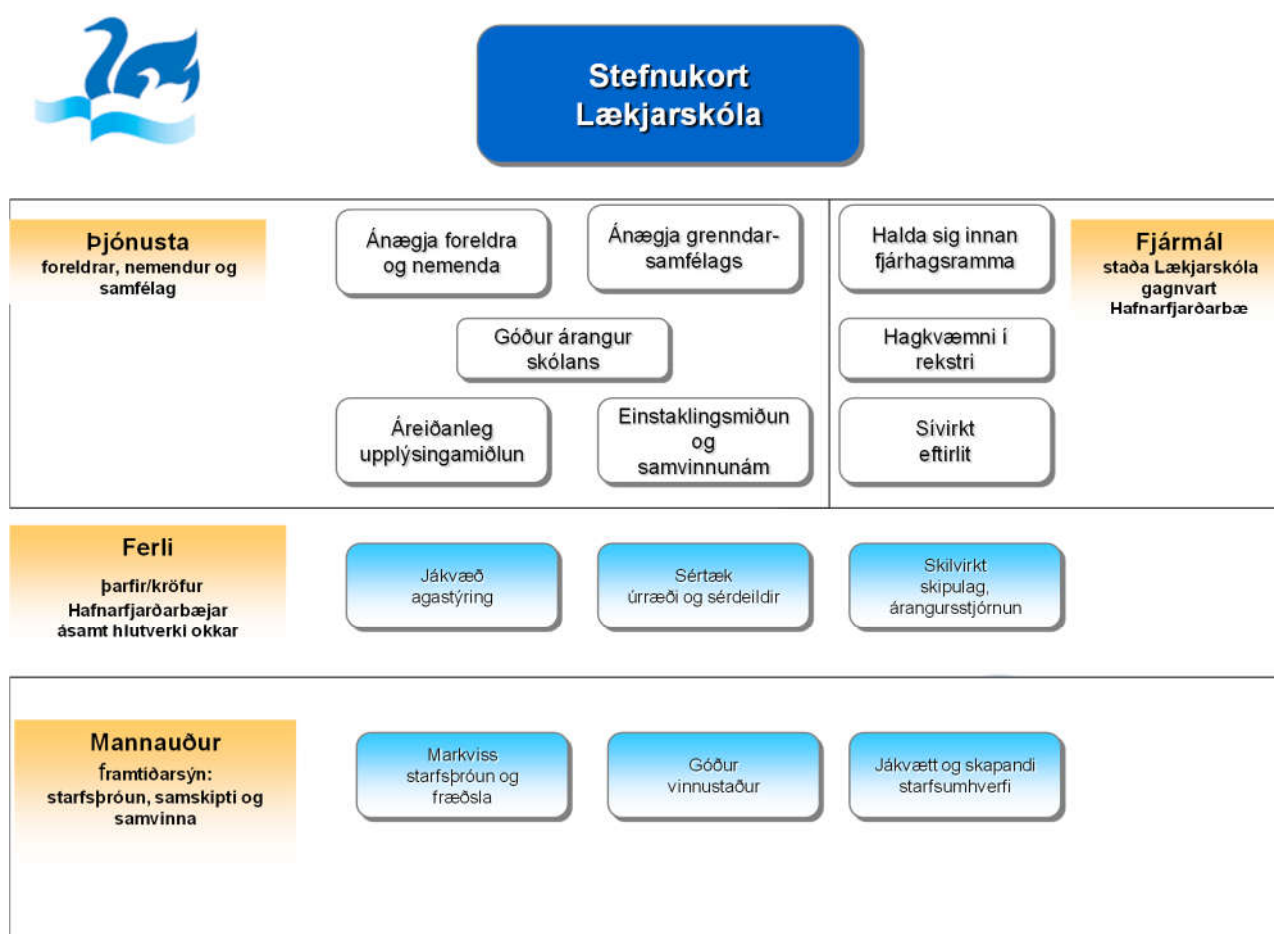 Stefnukort
Lækjarskóla
Þjónusta
foreldrar, nemendur og
samfélag
Ánægja foreldra
og nemenda
Ánægja grenndar-
samfélags
Góður árangur
skólans
Áreiðanleg
upplýsingamiðlun
Einstaklingsmiðun
og
samvinnunám
Halda sig innan
fjárhagsramma
Hagkvæmni í
rekstri
Sívirkt
eftirlit
Fjármál
staða Lækjarskóla
gagnvart
Hafnarfjarðarbæ
Ferli
þarfir/kröfur
Hafnarfjarðarbæjar
ásamt hlutverki okkar
Jákvæð
agastýring
Sértæk
úrræði og sérdeildir
Skilvirkt
skipulag,
árangursstjórnun
Mannauður
framtíðarsýn:
starfsþróun, samskipti og
samvinna
Markviss
starfsþróun og
fræðsla
Góður
vinnustaður
Jákvætt og skapandi
starfsumhverfi